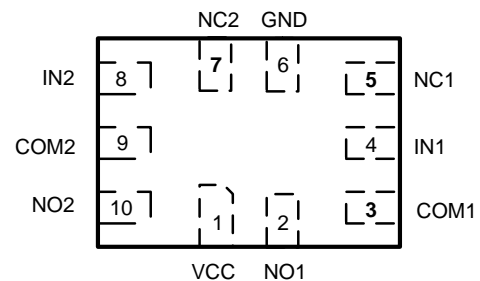 NC2 GND
IN2 8 7 6 5 NC1
COM2 9 4 IN1
NO2 10 1 2 3 COM1
VCC NO1